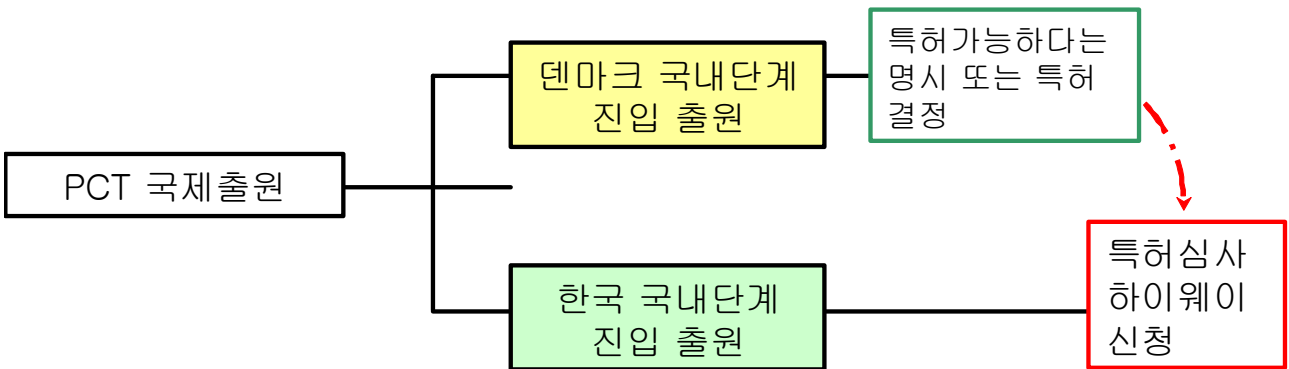 덴마크 국내단계
진입 출원
특허가능하다는
명시 또는 특허
결정
PCT 국제출원
한국 국내단계
진입 출원
특허심사
하이웨이
신청